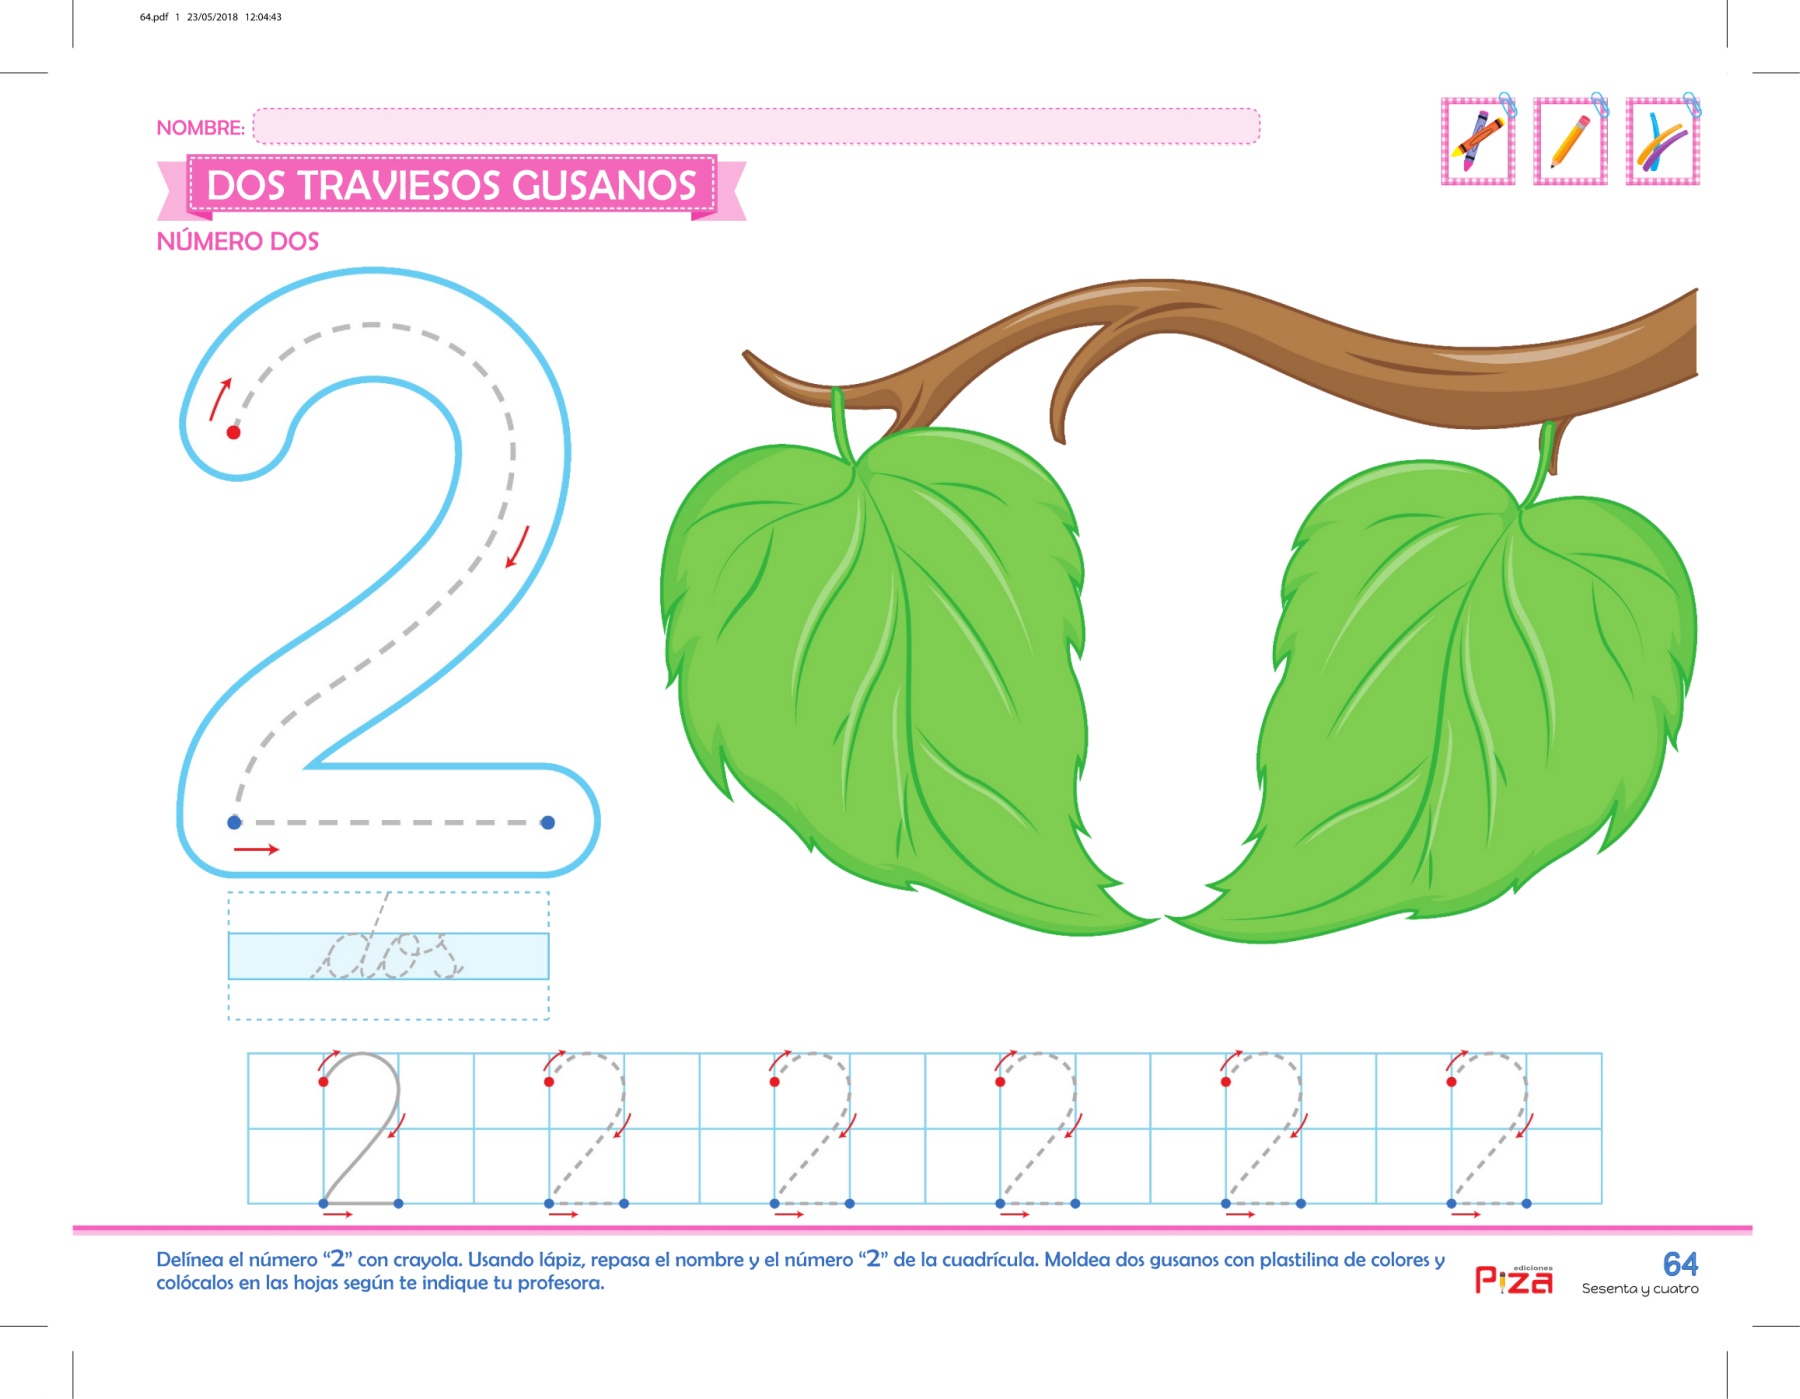 64.pdf 1 23/05/2018 12:04:43
NOMBRE:
DOS TRAVIESOS GUSANOS
NÚMERO DOS
2
dos
2 2 2 2 2 2
Delínea el número “2” con crayola. Usando lápiz, repasa el nombre y el número “2” de la cuadrícula. Moldea dos gusanos con plastilina de colores y
colócalos en las hojas según te indique tu profesora.
ediciones
Piza
64
Sesenta y cuatro